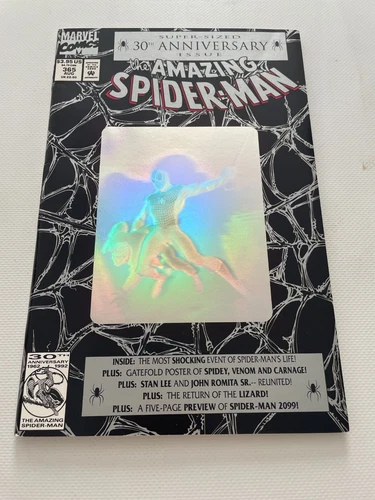 SUPER-SIZED
30TH ANNIVERSARY
ISSUE
MARVEL
COMICS
$3.95 US
365
AUG
the AMAZING
SPIDER-MAN
INSIDE: THE MOST SHOCKING EVENT OF SPIDER-MAN'S LIFE!
PLUS: GATEFOLD POSTER OF SPIDEY, VENOM AND CARNAGE!
PLUS: STAN LEE AND JOHN ROMITA SR.-- REUNITED!
PLUS: THE RETURN OF THE LIZARD!
PLUS: A FIVE-PAGE PREVIEW OF SPIDER-MAN 2099!
30TH
ANNIVERSARY
1962 1992
THE AMAZING
SPIDER-MAN